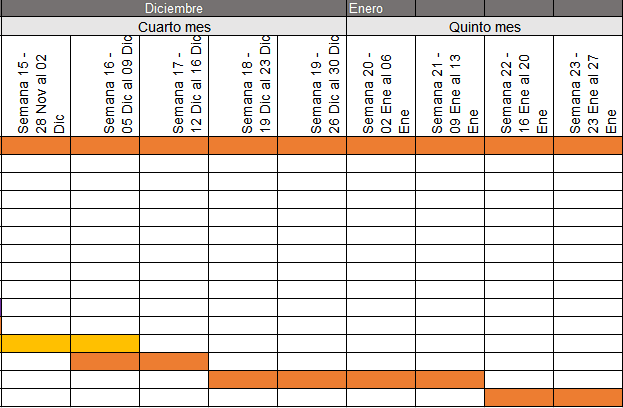 Diciembre
Enero
Cuarto mes
Quinto mes
Semana 15 -
28 Nov al 02
Dic
Semana 16 -
05 Dic al 09 Dic
Semana 17 -
12 Dic al 16 Dic
Semana 18 -
19 Dic al 23 Dic
Semana 19 -
26 Dic al 30 Dic
Semana 20 -
02 Ene al 06
Ene
Semana 21 -
09 Ene al 13
Ene
Semana 22 -
16 Ene al 20
Ene
Semana 23 -
23 Ene al 27
Ene